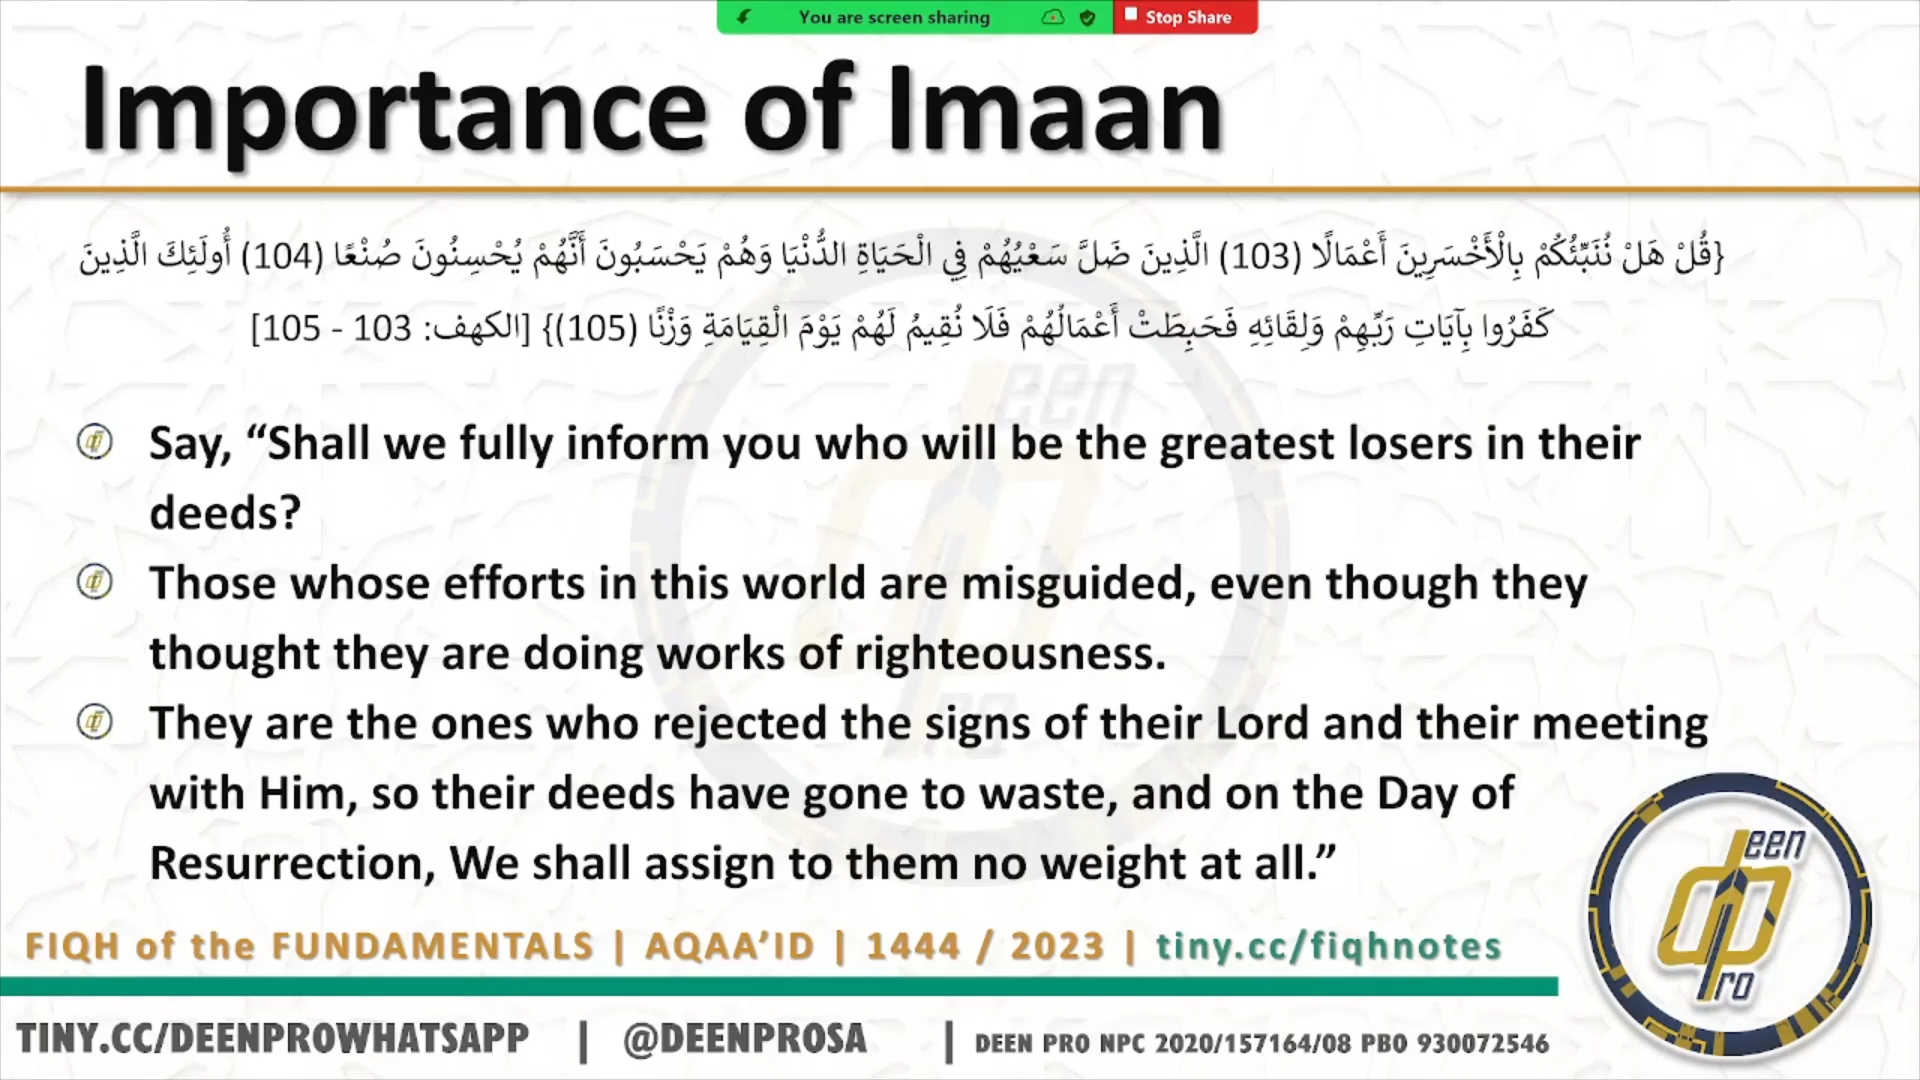 You are screen sharing
Stop Share
Importance of Imaan
{قُلْ هَلْ نُنَبِّئُكُمْ بِالْأَخْسَرِينَ أَعْمَالًا (103) الَّذِينَ ضَلَّ سَعْيُهُمْ فِي الْحَيَاةِ الدُّنْيَا وَهُمْ يَحْسَبُونَ أَنَّهُمْ يُحْسِنُونَ صُنْعًا (104) أُولَئِكَ الَّذِينَ
كَفَرُوا بِآيَاتِ رَبِّهِمْ وَلِقَائِهِ فَحَبِطَتْ أَعْمَالُهُمْ فَلَا نُقِيمُ لَهُمْ يَوْمَ الْقِيَامَةِ وَزْنًا (105)} [الكهف: 103 - 105]
Say, “Shall we fully inform you who will be the greatest losers in their
deeds?
Those whose efforts in this world are misguided, even though they
thought they are doing works of righteousness.
They are the ones who rejected the signs of their Lord and their meeting
with Him, so their deeds have gone to waste, and on the Day of
Resurrection, We shall assign to them no weight at all.”
FIQH of the FUNDAMENTALS | AQAA’ID | 1444 / 2023 | tiny.cc/fiqhnotes
TINY.CC/DEENPROWHATSAPP | @DEENPROSA | DEEN PRO NPC 2020/157164/08 PBO 930072546
deen
pro